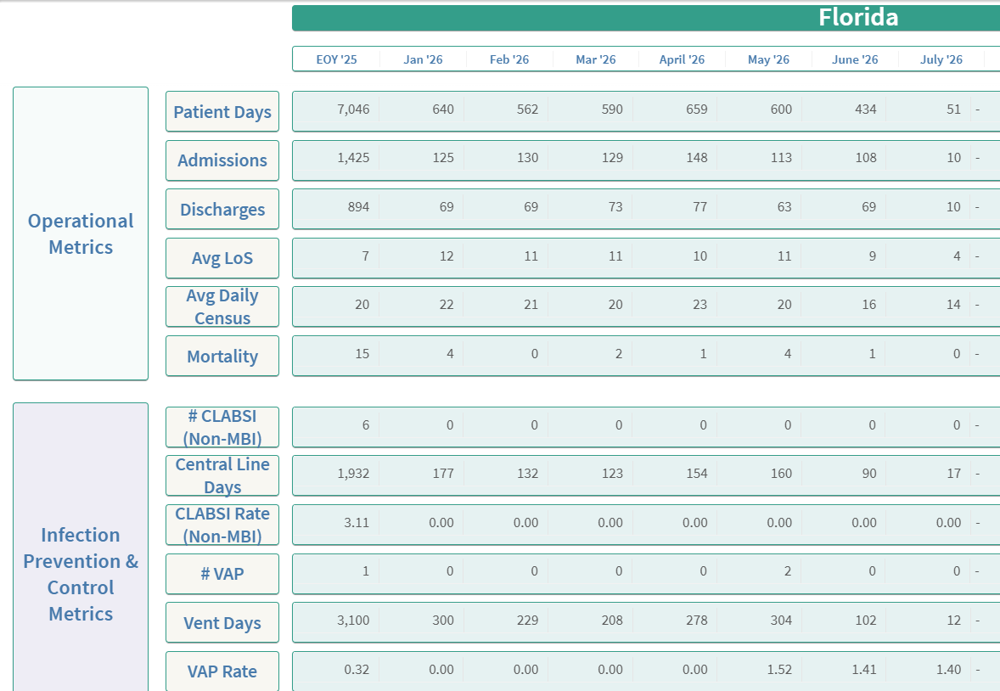 Florida
EOY '25 Jan '26 Feb '26 Mar '26 April '26 May '26 June '26 July '26
Operational
Metrics
Patient Days 7,046 640 562 590 659 600 434 51 -
Admissions 1,425 125 130 129 148 113 108 10 -
Discharges 894 69 69 73 77 63 69 10 -
Avg LoS 7 12 11 11 10 11 9 4 -
Avg Daily
Census 20 22 21 20 23 20 16 14 -
Mortality 15 4 0 2 1 4 1 0 -
Infection
Prevention &
Control
Metrics
# CLABSI
(Non-MBI) 6 0 0 0 0 0 0 0 -
Central Line
Days 1,932 177 132 123 154 160 90 17 -
CLABSI Rate
(Non-MBI) 3.11 0.00 0.00 0.00 0.00 0.00 0.00 0.00 -
# VAP 1 0 0 0 0 2 0 0 -
Vent Days 3,100 300 229 208 278 304 102 12 -
VAP Rate 0.32 0.00 0.00 0.00 0.00 1.52 1.41 1.40 -